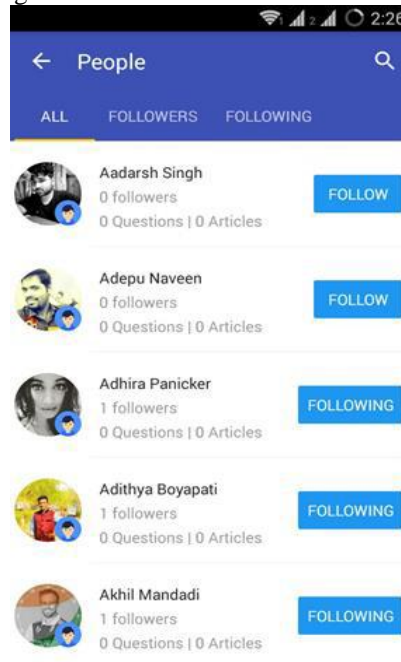 2:26
People
ALL FOLLOWERS FOLLOWING
Aadarsh Singh
0 followers
FOLLOW
0 Questions | 0 Articles
Adepu Naveen
0 followers
FOLLOW
0 Questions | 0 Articles
Adhira Panicker
1 followers
FOLLOWING
0 Questions | 0 Articles
Adithya Boyapati
1 followers
FOLLOWING
0 Questions | 0 Articles
Akhil Mandadi
1 followers
FOLLOWING
0 Questions | 0 Articles